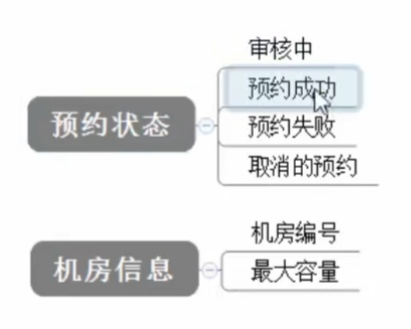 审核中
预约成功
预约状态
预约失败
取消的预约
机房编号
机房信息
最大容量